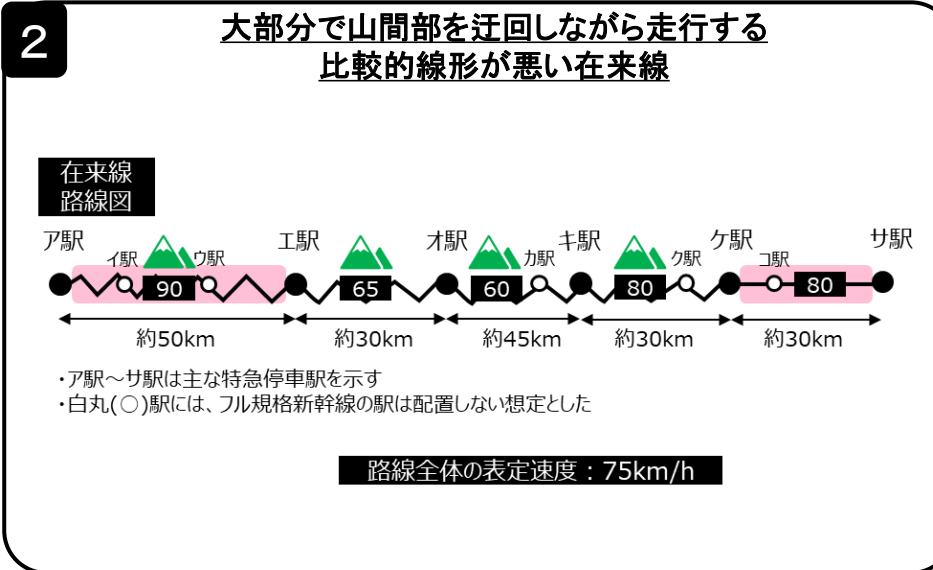 2
大部分で山間部を迂回しながら走行する
比較的線形が悪い在来線
在来線
路線図
ア駅
イ駅
ウ駅
エ駅
オ駅
カ駅
キ駅
ク駅
ケ駅
コ駅
サ駅
90
65
60
80
80
約50km
約30km
約45km
約30km
約30km
・ア駅～サ駅は主な特急停車駅を示す
・白丸(○)駅には、フル規格新幹線の駅は配置しない想定とした
路線全体の表定速度：75km/h